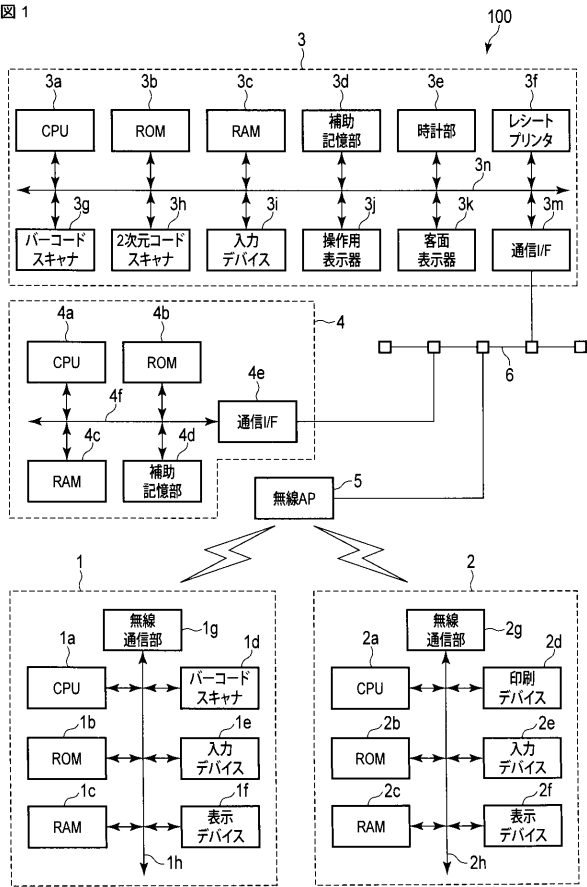 図 1
100
3
3a
3b
3c
3d
3e
3f
CPU
ROM
RAM
補助
記憶部
時計部
レシート
プリンタ
3n
3g
3h
3i
3j
3k
3m
バーコード
スキャナ
2次元コード
スキャナ
入力
デバイス
操作用
表示器
客面
表示器
通信I/F
4a
4b
4
CPU
ROM
4e
6
4f
通信I/F
4c
4d
RAM
補助
記憶部
5
無線AP
1
2
無線
通信部
1g
無線
通信部
2g
1a
1d
2a
2d
CPU
バーコード
スキャナ
CPU
印刷
デバイス
1b
1e
2b
2e
ROM
入力
デバイス
ROM
入力
デバイス
1c
1f
2c
2f
RAM
表示
デバイス
RAM
表示
デバイス
1h
2h